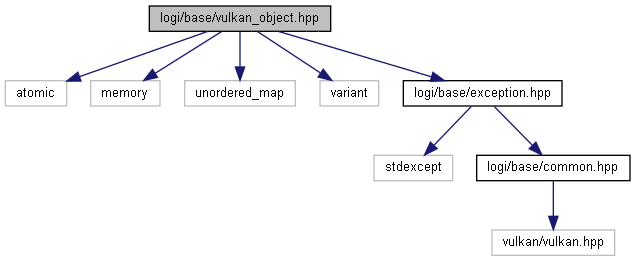 logi/base/vulkan_object.hpp
atomic
memory
unordered_map
variant
logi/base/exception.hpp
stdexcept
logi/base/common.hpp
vulkan/vulkan.hpp